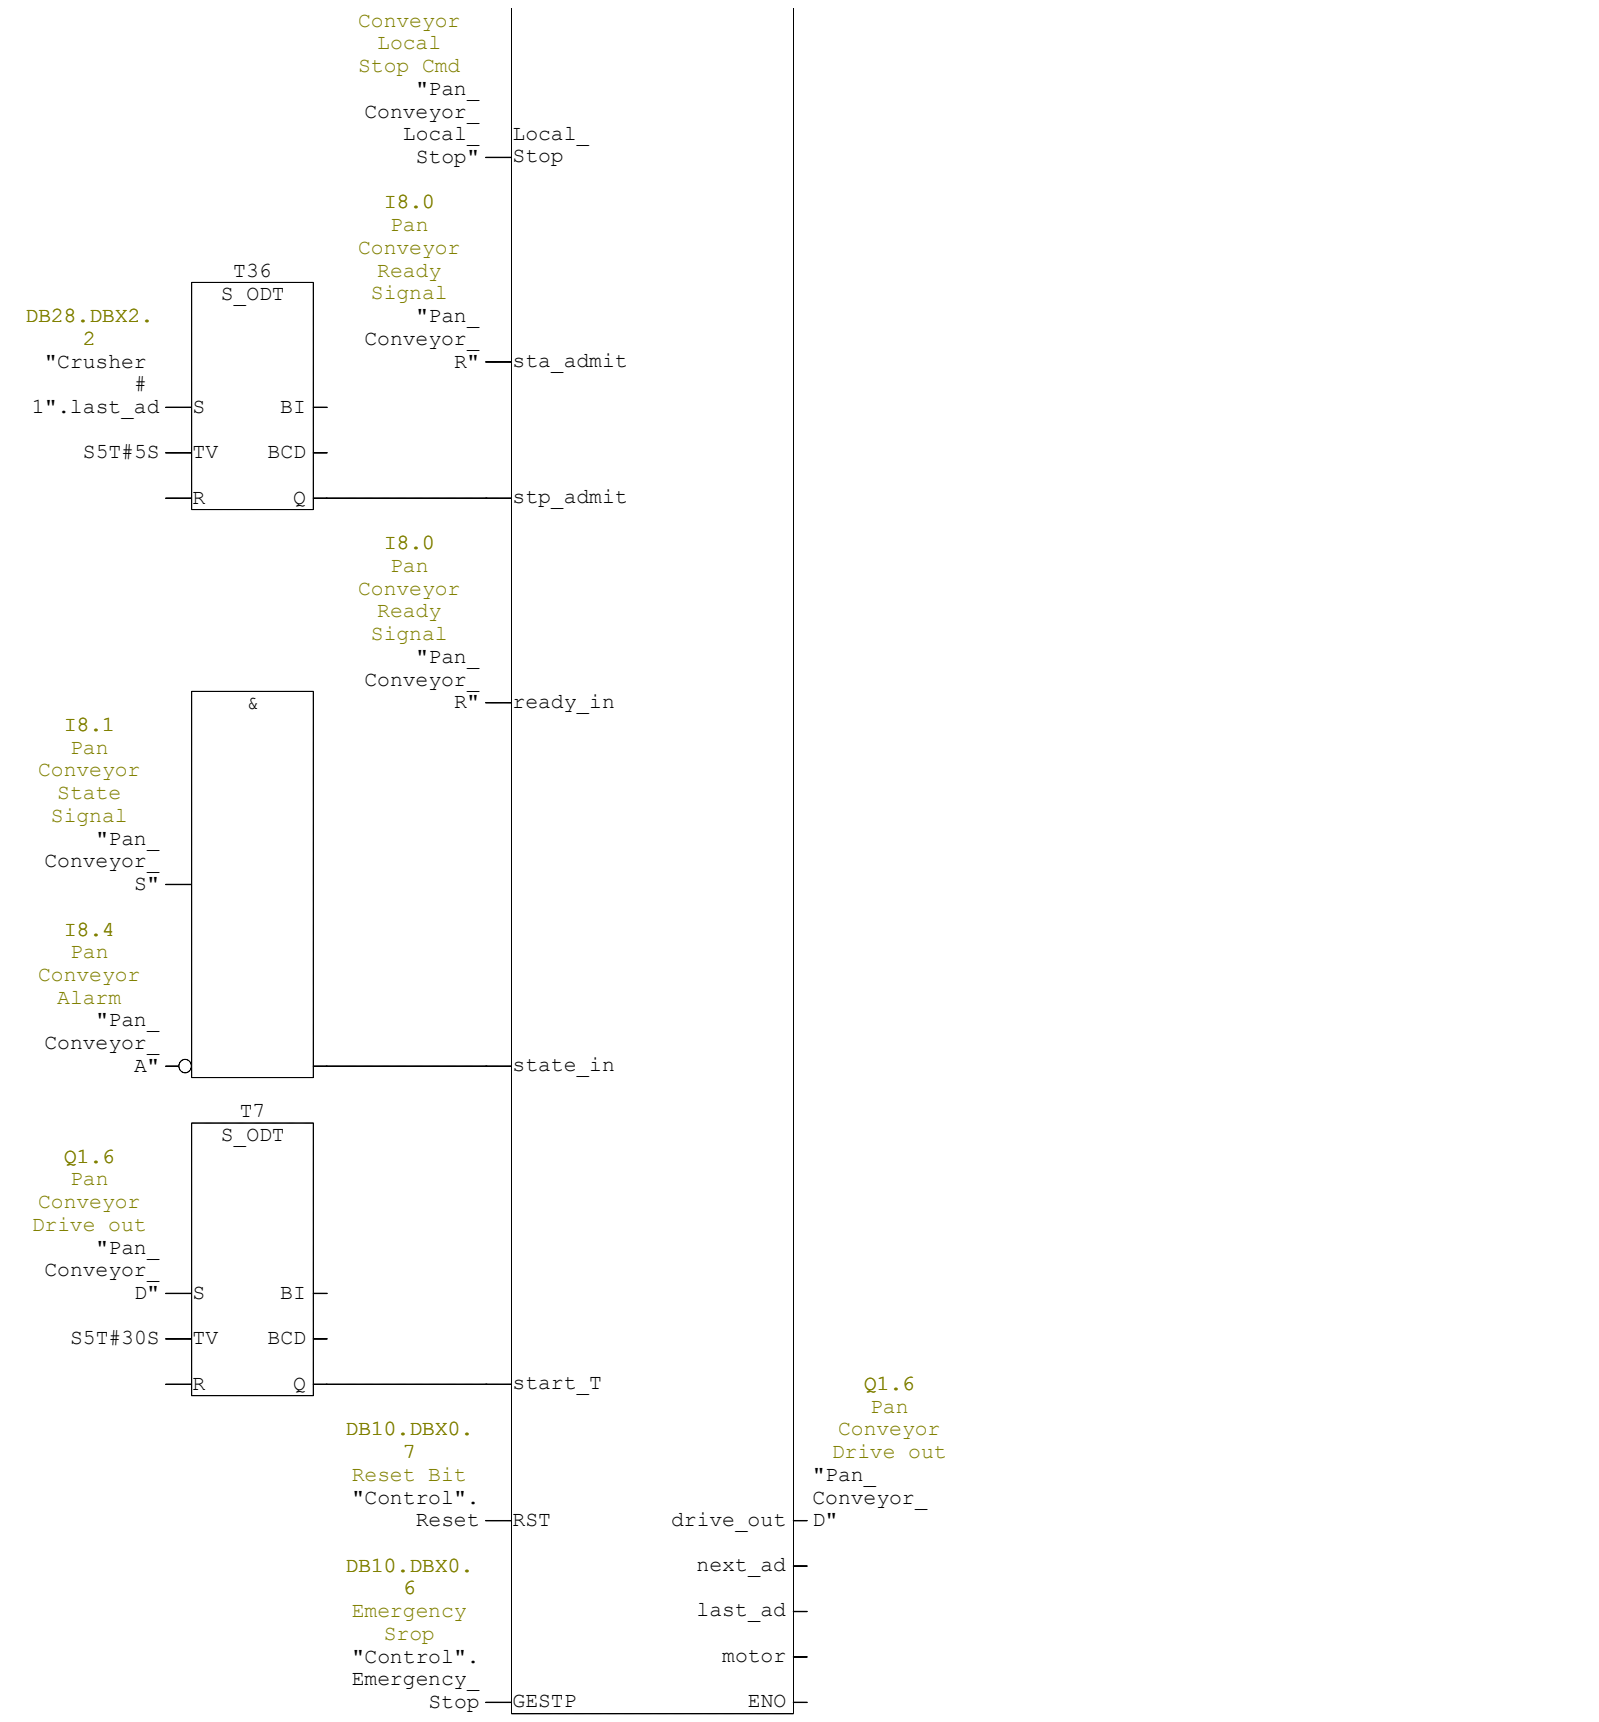 Conveyor
Local
Stop Cmd
"Pan_
Conveyor_
Local_
Stop"
Local_
Stop
I8.0
Pan
Conveyor
Ready
Signal
"Pan_
Conveyor_
R"
sta_admit
T36
S_ODT
DB28.DBX2.
2
"Crusher
#
1".last_ad
S BI
S5T#5S
TV BCD
R Q
stp_admit
I8.0
Pan
Conveyor
Ready
Signal
"Pan_
Conveyor_
R"
ready_in
&
I8.1
Pan
Conveyor
State
Signal
"Pan_
Conveyor_
S"
I8.4
Pan
Conveyor
Alarm
"Pan_
Conveyor_
A"
state_in
T7
S_ODT
Q1.6
Pan
Conveyor
Drive out
"Pan_
Conveyor_
D"
S BI
S5T#30S
TV BCD
R Q
start_T
DB10.DBX0.
7
Reset Bit
"Control".
Reset
RST
Q1.6
Pan
Conveyor
Drive out
"Pan_
Conveyor_
D"
drive_out
next_ad
last_ad
motor
DB10.DBX0.
6
Emergency
Srop
"Control".
Emergency_
Stop
GESTP
ENO